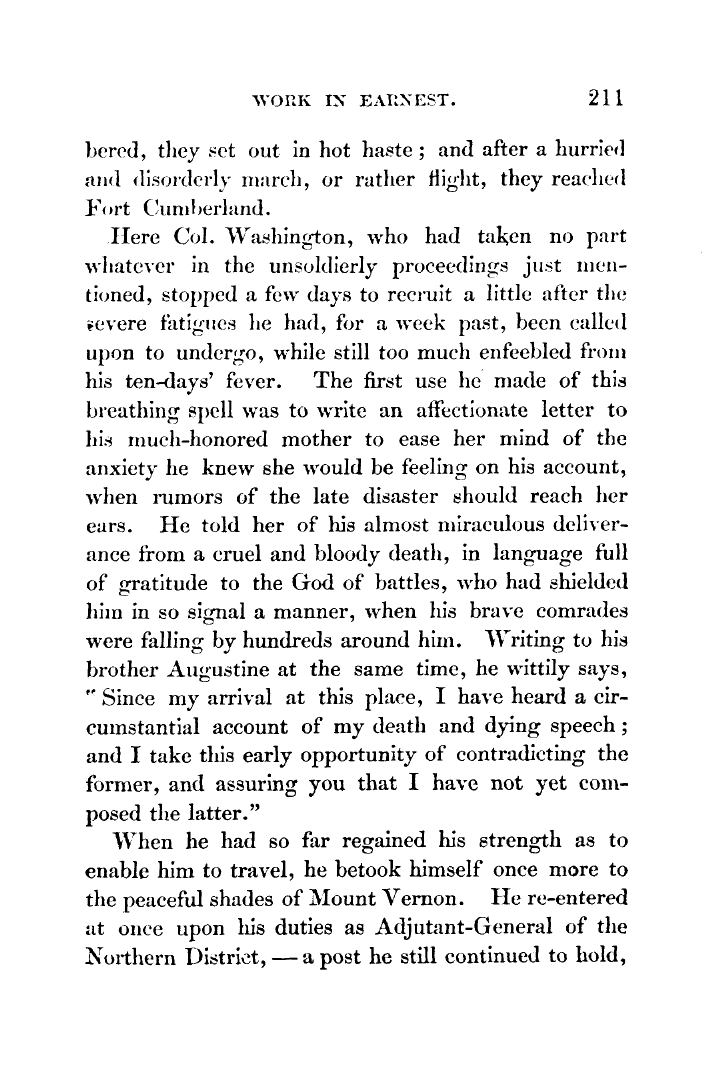 WORK IN EARNEST. 211
bered, they set out in hot haste; and after a hurried
and disorderly march, or rather flight, they reached
Fort Cumberland.
Here Col. Washington, who had taken no part
whatever in the unsoldierly proceedings just men-
tioned, stopped a few days to recruit a little after the
severe fatigues he had, for a week past, been called
upon to undergo, while still too much enfeebled from
his ten-days' fever. The first use he made of this
breathing spell was to write an affectionate letter to
his much-honored mother to ease her mind of the
anxiety he knew she would be feeling on his account,
when rumors of the late disaster should reach her
ears. He told her of his almost miraculous deliver-
ance from a cruel and bloody death, in language full
of gratitude to the God of battles, who had shielded
him in so signal a manner, when his brave comrades
were falling by hundreds around him. Writing to his
brother Augustine at the same time, he wittily says,
"Since my arrival at this place, I have heard a cir-
cumstantial account of my death and dying speech;
and I take this early opportunity of contradicting the
former, and assuring you that I have not yet com-
posed the latter."
When he had so far regained his strength as to
enable him to travel, he betook himself once more to
the peaceful shades of Mount Vernon. He re-entered
at once upon his duties as Adjutant-General of the
Northern District, — a post he still continued to hold,